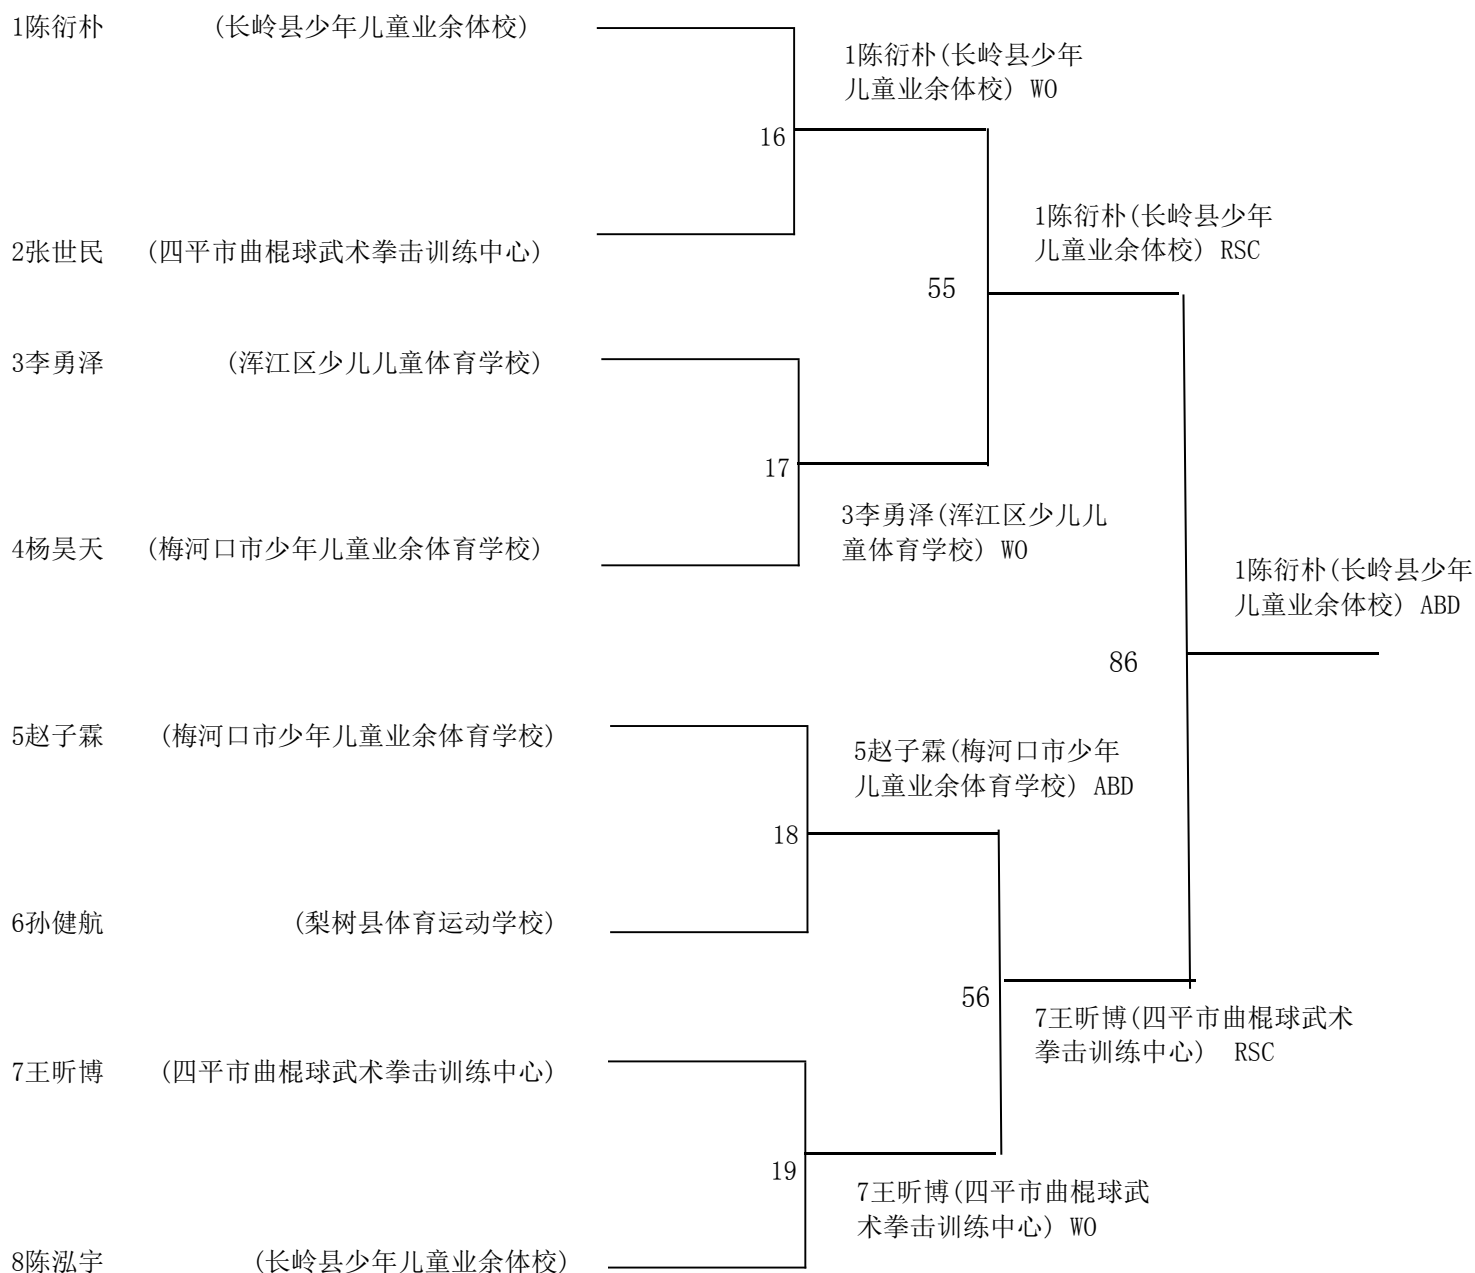 1陈衍朴 (长岭县少年儿童业余体校)
1陈衍朴(长岭县少年
儿童业余体校) WO
16
1陈衍朴(长岭县少年
儿童业余体校) RSC
2张世民 (四平市曲棍球武术拳击训练中心)
55
3李勇泽 (浑江区少儿儿童体育学校)
17
3李勇泽(浑江区少儿儿
童体育学校) WO
4杨昊天 (梅河口市少年儿童业余体育学校)
1陈衍朴(长岭县少年
儿童业余体校) ABD
86
5赵子霖 (梅河口市少年儿童业余体育学校)
5赵子霖(梅河口市少年
儿童业余体育学校) ABD
18
6孙健航 (梨树县体育运动学校)
56
7王昕博(四平市曲棍球武术
拳击训练中心) RSC
7王昕博 (四平市曲棍球武术拳击训练中心)
19
7王昕博(四平市曲棍球武
术拳击训练中心) WO
8陈泓宇 (长岭县少年儿童业余体校)